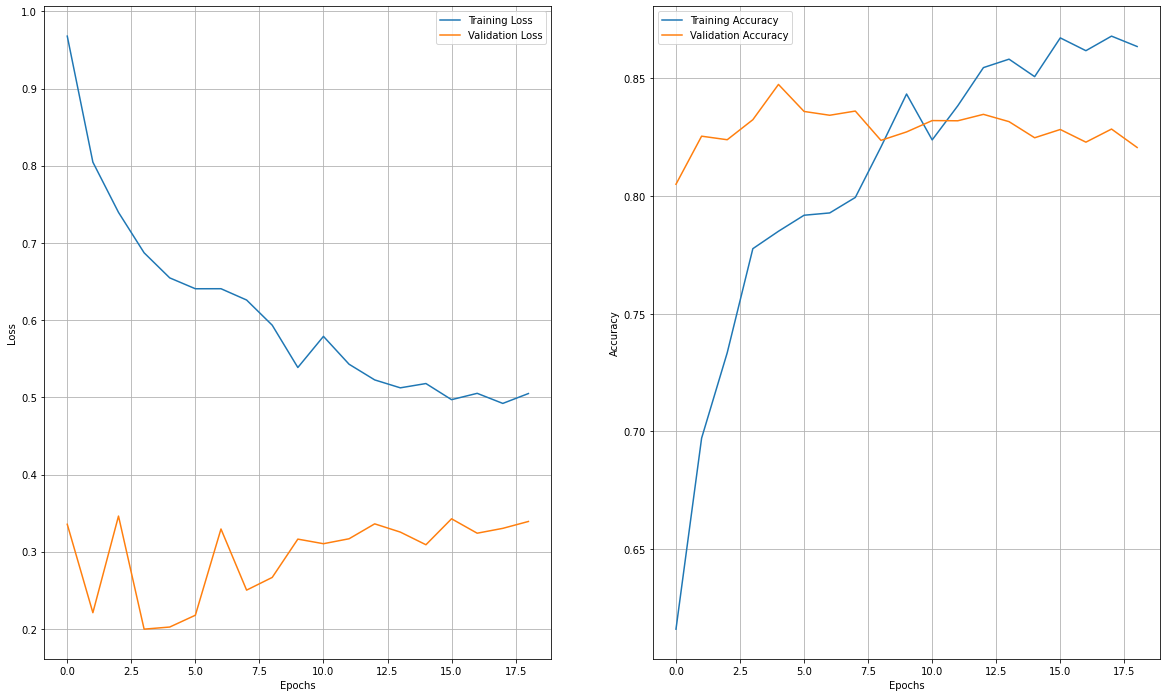 1.0
0.9
0.8
0.7
0.6
0.5
0.4
0.3
0.2
Loss
0.0 2.5 5.0 7.5 10.0 12.5 15.0 17.5
Epochs
Training Loss
Validation Loss
0.85
0.80
0.75
0.70
0.65
Accuracy
0.0 2.5 5.0 7.5 10.0 12.5 15.0 17.5
Epochs
Training Accuracy
Validation Accuracy